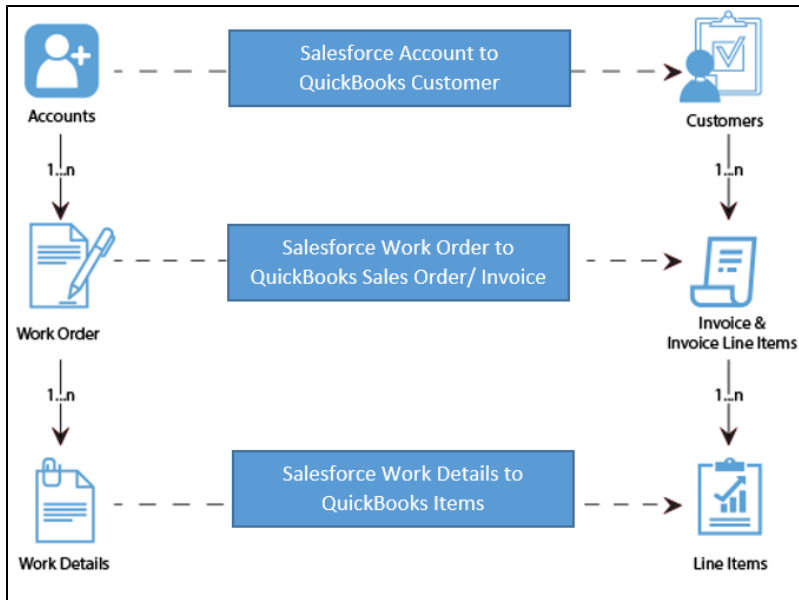 Salesforce Account to
QuickBooks Customer
Accounts
Customers
1...n
1...n
Salesforce Work Order to
QuickBooks Sales Order/ Invoice
Work Order
Invoice &
Invoice Line Items
1...n
1...n
Salesforce Work Details to
QuickBooks Items
Work Details
Line Items